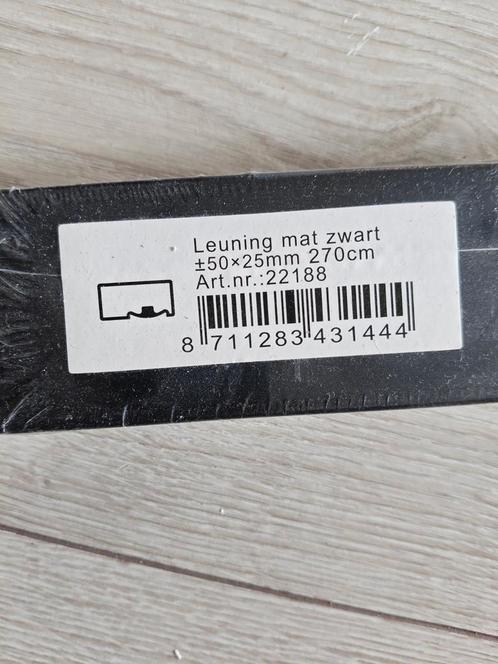 Leuning mat zwart
±50×25mm 270cm
Art.nr.:22188
8 711283 431444